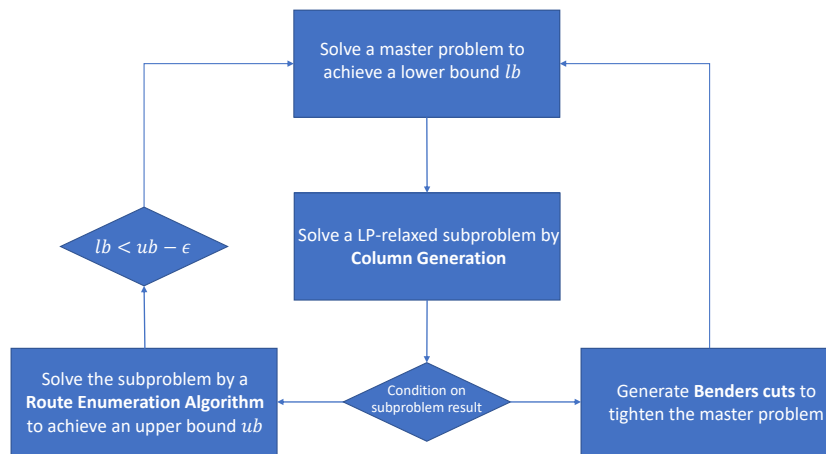 Solve a master problem to
achieve a lower bound lb
Solve a LP-relaxed subproblem by
Column Generation
lb < ub − ϵ
Solve the subproblem by a
Route Enumeration Algorithm
to achieve an upper bound ub
Condition on
subproblem result
Generate Benders cuts to
tighten the master problem